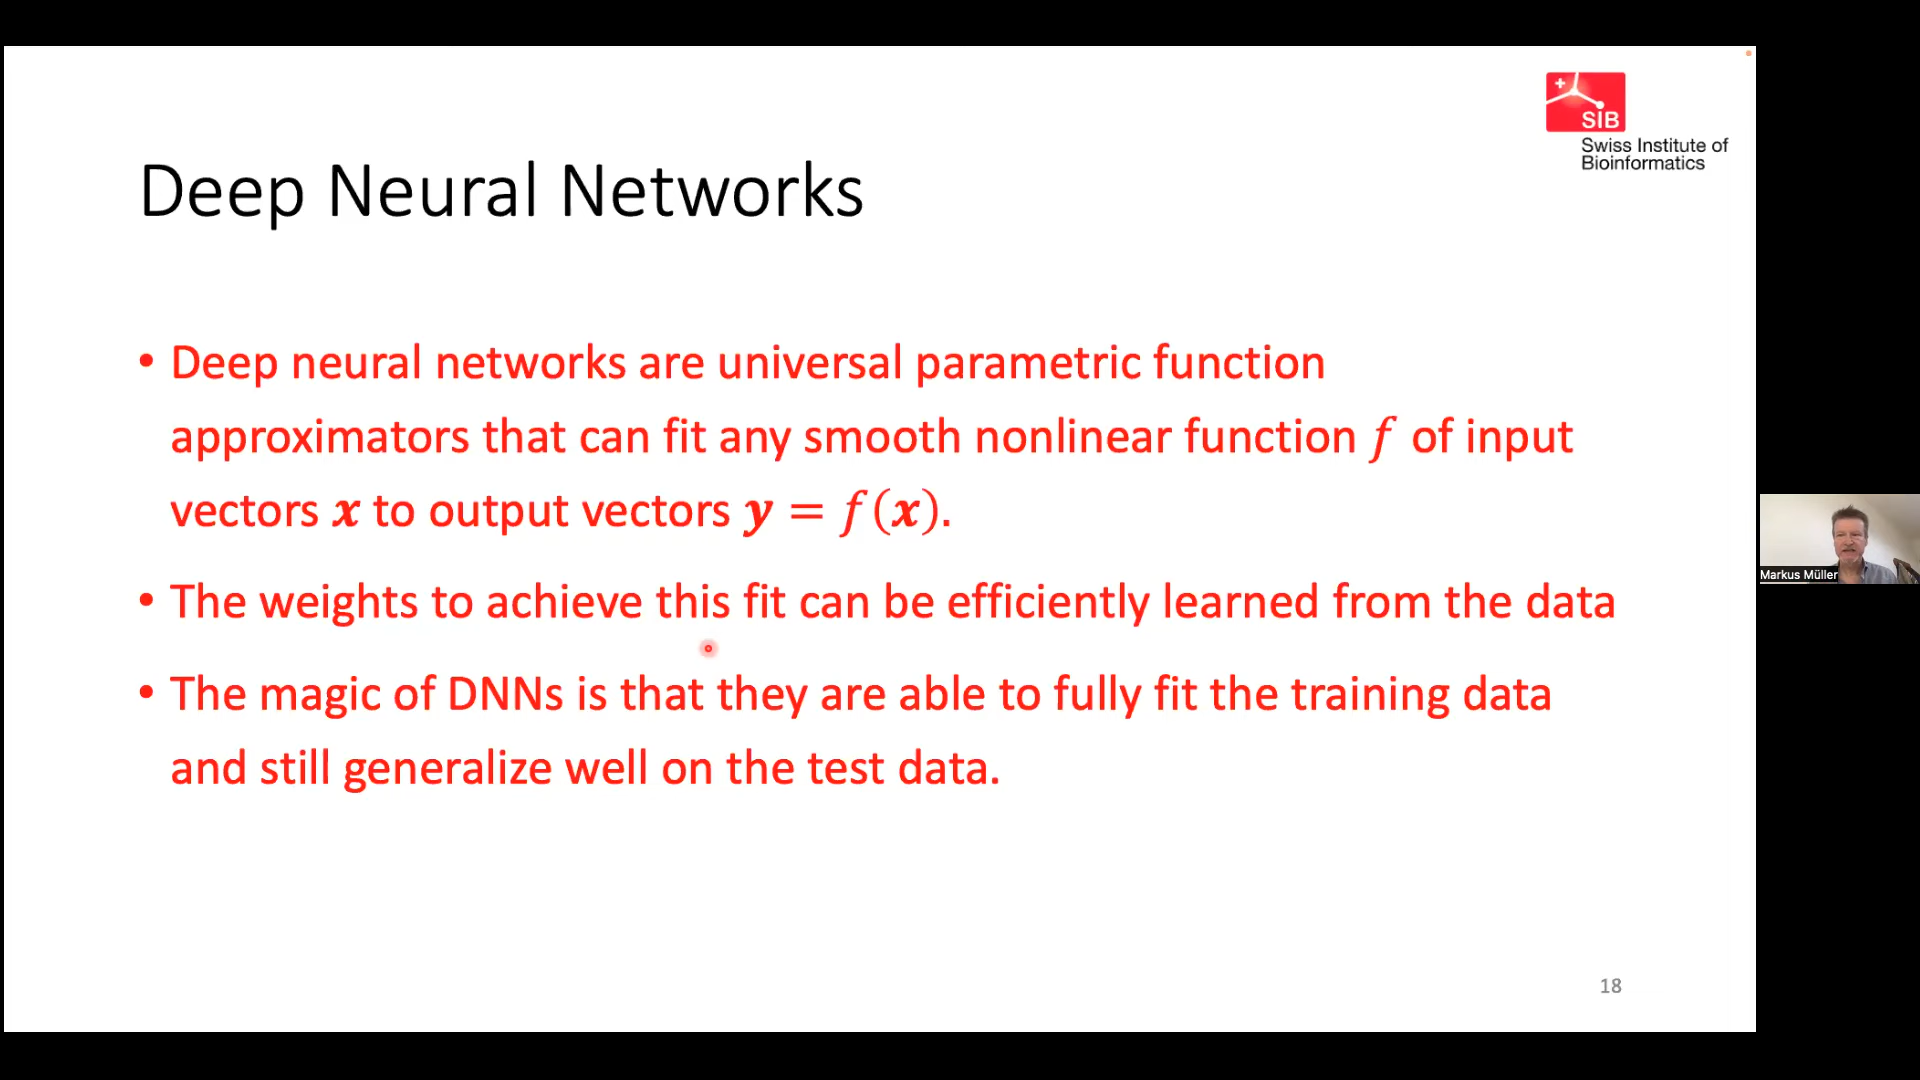 SIB
Swiss Institute of
Bioinformatics
Deep Neural Networks
• Deep neural networks are universal parametric function
approximators that can fit any smooth nonlinear function f of input
vectors x to output vectors y = f(x).
• The weights to achieve this fit can be efficiently learned from the data
• The magic of DNNs is that they are able to fully fit the training data
and still generalize well on the test data.
Markus Müller
18